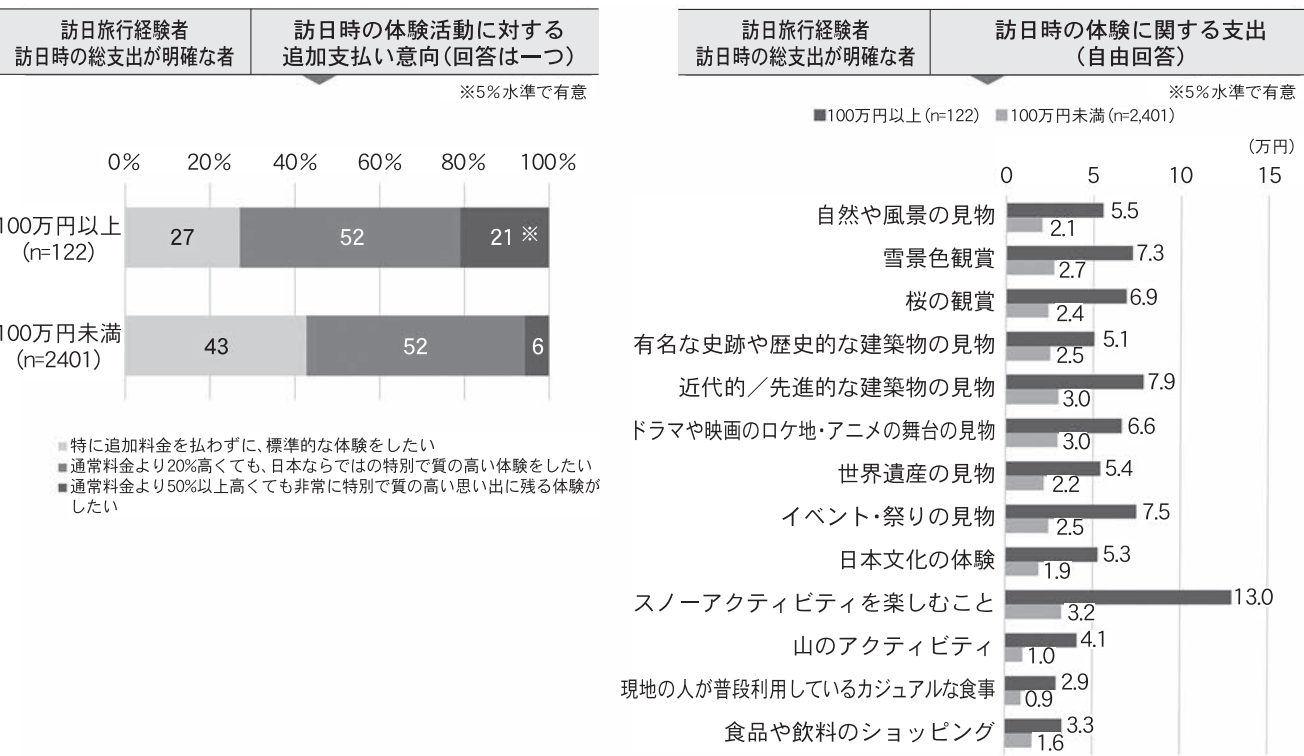 訪日旅行経験者
訪日時の総支出が明確な者
訪日時の体験活動に対する
追加支払い意向(回答は一つ)
※5%水準で有意
0% 20% 40% 60% 80% 100%
100万円以上
(n=122)
27 52 21 ※
100万円未満
(n=2401)
43 52 6
特に追加料金を払わずに、標準的な体験をしたい
通常料金より20%高くても、日本ならではの特別で質の高い体験をしたい
通常料金より50%以上高くても非常に特別で質の高い思い出に残る体験が
したい
訪日旅行経験者
訪日時の総支出が明確な者
訪日時の体験に関する支出
(自由回答)
※5%水準で有意
■100万円以上(n=122) ■100万円未満(n=2,401)
(万円)
0 5 10 15
自然や風景の見物 5.5
2.1
雪景色観賞 7.3
2.7
桜の観賞 6.9
2.4
有名な史跡や歴史的な建築物の見物 5.1
2.5
近代的/先進的な建築物の見物 7.9
3.0
ドラマや映画のロケ地・アニメの舞台の見物 6.6
3.0
世界遺産の見物 5.4
2.2
イベント・祭りの見物 7.5
2.5
日本文化の体験 5.3
1.9
スノーアクティビティを楽しむこと 13.0
3.2
山のアクティビティ 4.1
1.0
現地の人が普段利用しているカジュアルな食事 2.9
0.9
食品や飲料のショッピング 3.3
1.6